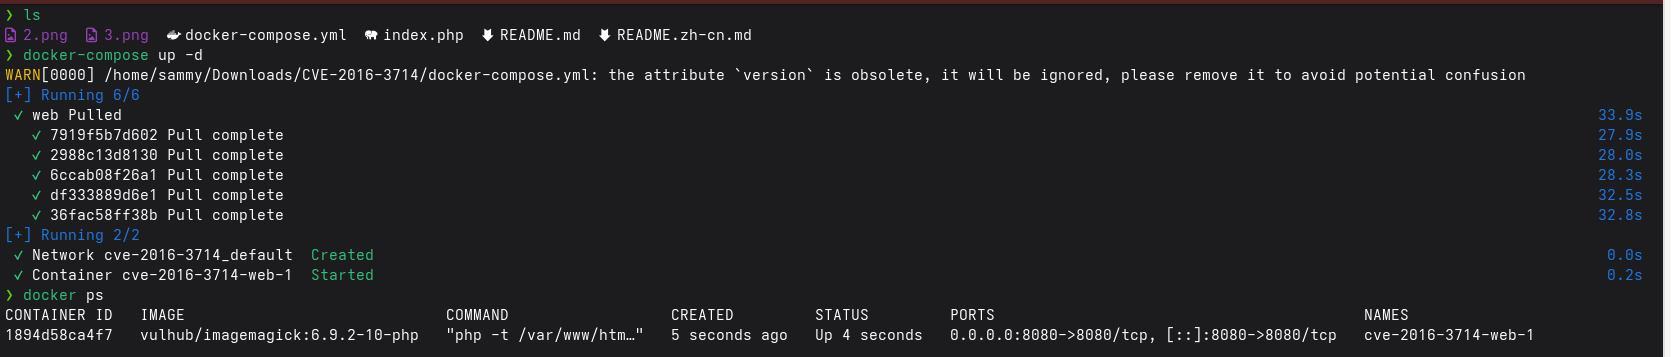 ❯ ls
2.png 3.png docker-compose.yml index.php README.md README.zh-cn.md
❯ docker-compose up -d
WARN[0000] /home/sammy/Downloads/CVE-2016-3714/docker-compose.yml: the attribute `version` is obsolete, it will be ignored, please remove it to avoid potential confusion
[+] Running 6/6
✓ web Pulled 33.9s
✓ 7919f5b7d602 Pull complete 27.9s
✓ 2988c13d8130 Pull complete 28.0s
✓ 6ccab08f26a1 Pull complete 28.3s
✓ df333889d6e1 Pull complete 32.5s
✓ 36fac58ff38b Pull complete 32.8s
[+] Running 2/2
✓ Network cve-2016-3714_default Created 0.0s
✓ Container cve-2016-3714-web-1 Started 0.2s
❯ docker ps
CONTAINER ID IMAGE COMMAND CREATED STATUS PORTS NAMES
1894d58ca4f7 vulhub/imagemagick:6.9.2-10-php "php -t /var/www/htm…" 5 seconds ago Up 4 seconds 0.0.0.0:8080->8080/tcp, [::]:8080->8080/tcp cve-2016-3714-web-1